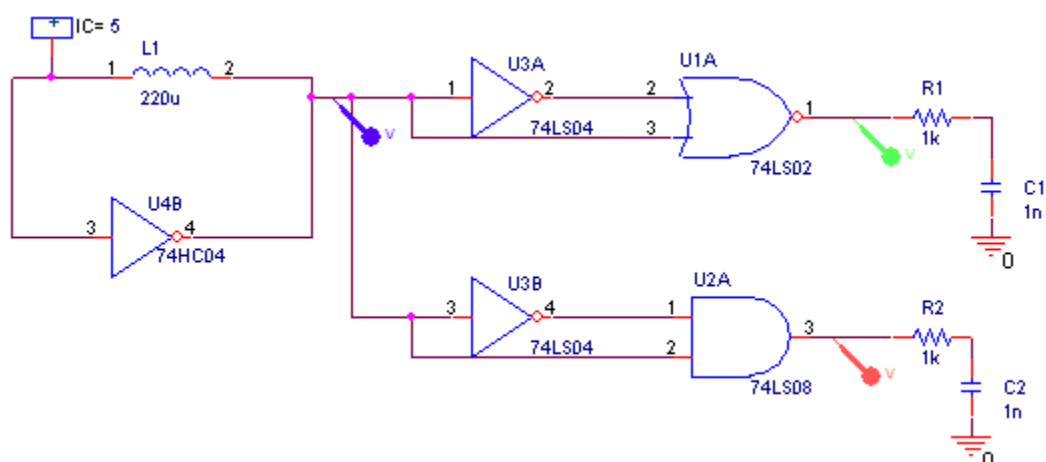 IC= 5
L1
1 2
220u
U4B
3 4
74HC04
V
U3A
1 2
74LS04
U1A
2
3
1
74LS02
V
R1
1k
C1
1n
0
U3B
3 4
74LS04
U2A
1
2
3
74LS08
V
R2
1k
C2
1n
0